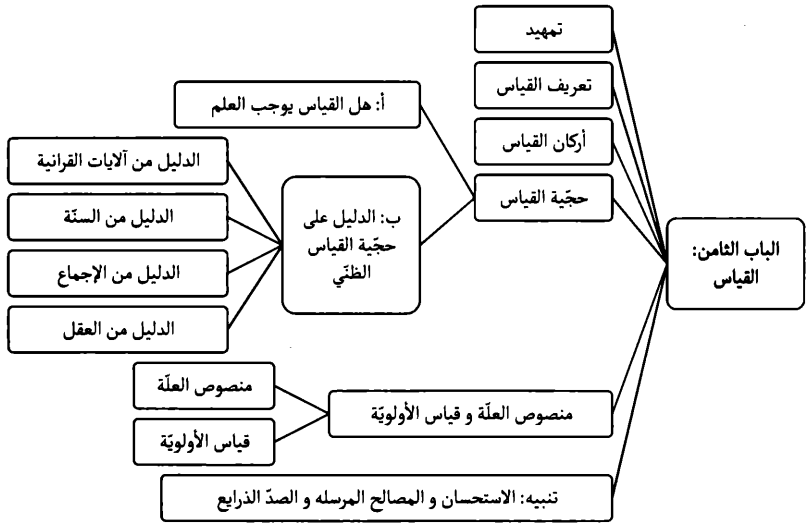 الباب الثامن:
القياس
تمهيد
تعريف القياس
أركان القياس
حجّية القياس
أ: هل القياس يوجب العلم
ب: الدليل على
حجّية القياس
الظنّي
الدليل من آلايات القرانية
الدليل من السنّة
الدليل من الإجماع
الدليل من العقل
منصوص العلّة و قياس الأولويّة
منصوص العلّة
قياس الأولويّة
تنبيه: الاستحسان و المصالح المرسله و الصدّ الذرايع